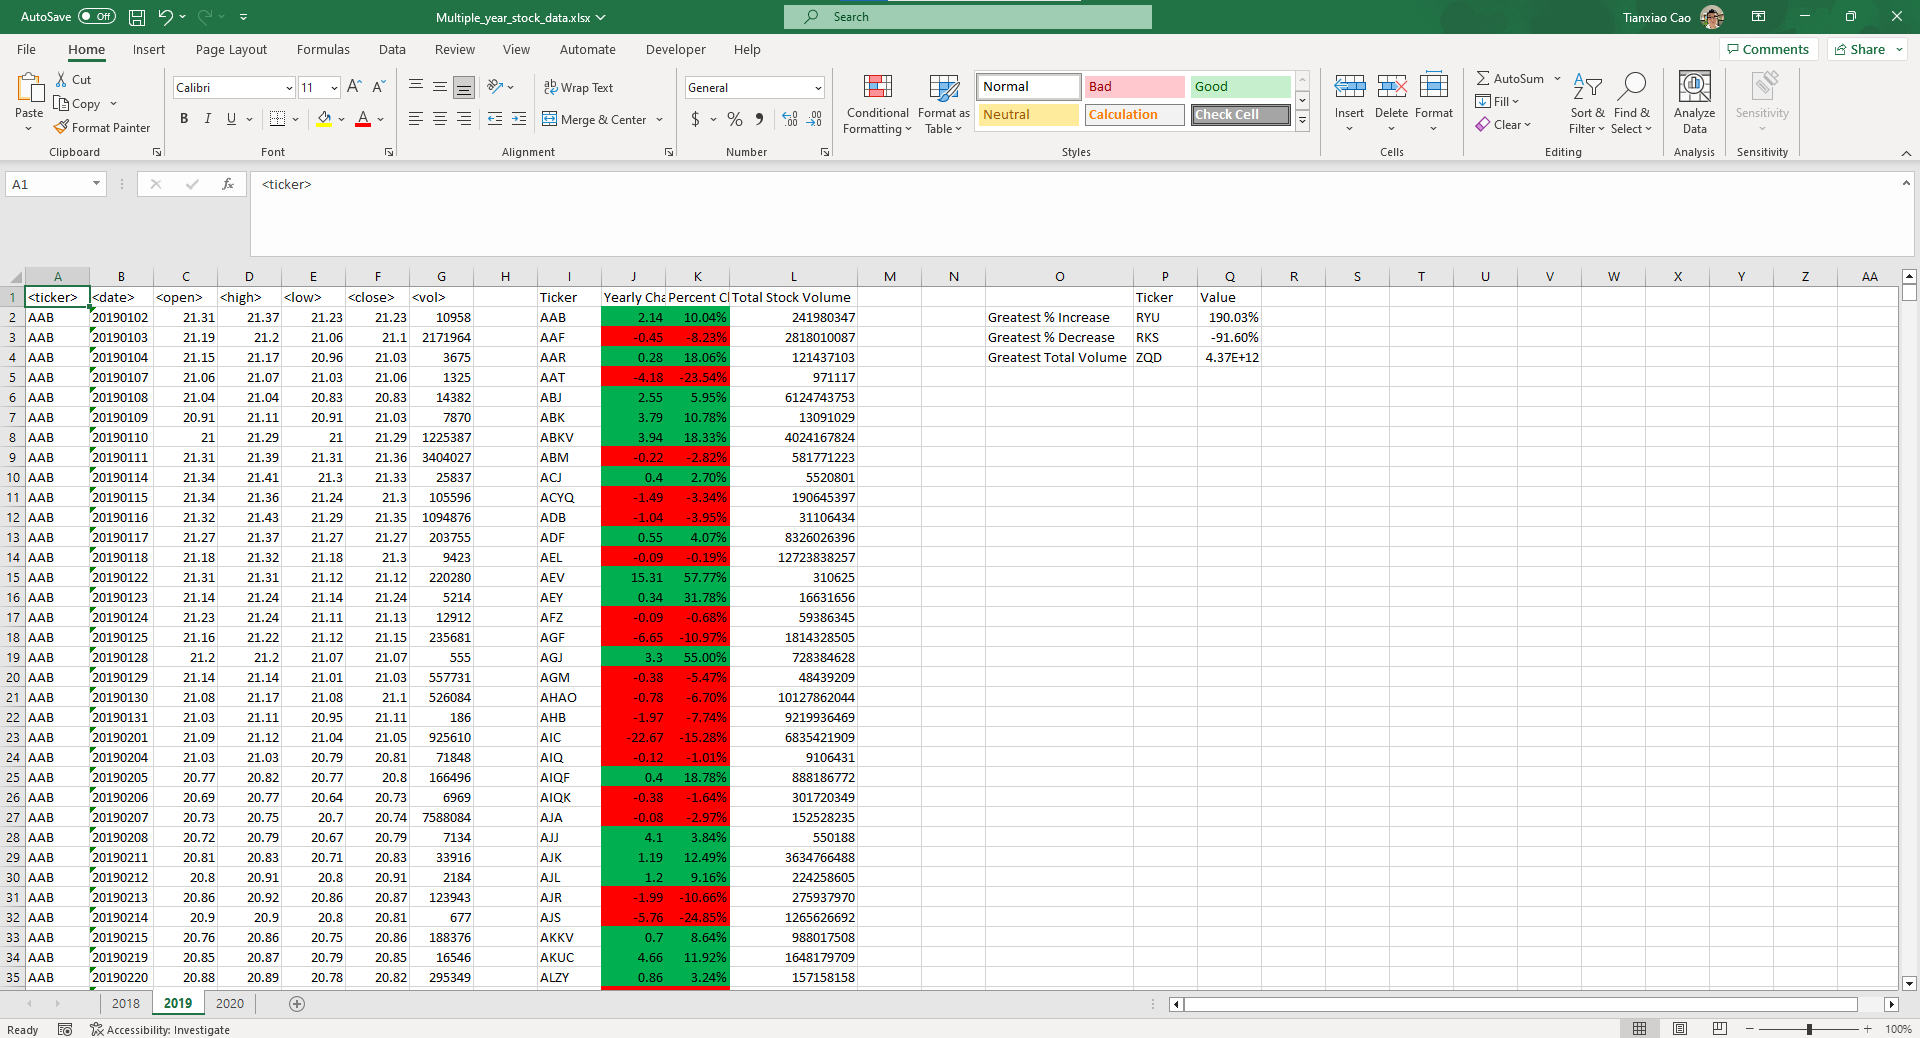 AutoSave Off Multiple_year_stock_data.xlsx Search Tianxiao Cao
File Home Insert Page Layout Formulas Data Review View Automate Developer Help Comments Share
Paste Cut Copy Format Painter Clipboard
Calibri 11 A A B I U A Font
ab Wrap Text Merge & Center Alignment
General $ % , Number
Conditional Formatting Format as Table Normal Bad Good Neutral Calculation Check Cell Styles
Insert Delete Format Cells
AutoSum Fill Clear Sort & Filter Find & Select Editing
Analyze Data Analysis Sensitivity Sensitivity
A1 fx <ticker>
A B C D E F G H I J K L M N O P Q R S T U V W X Y Z AA
1 <ticker> <date> <open> <high> <low> <close> <vol> Ticker Yearly Cha Percent Cl Total Stock Volume Ticker Value
2 AAB 20190102 21.31 21.37 21.23 21.23 10958 AAB 2.14 10.04% 241980347 Greatest % Increase RYU 190.03%
3 AAB 20190103 21.19 21.2 21.06 21.1 2171964 AAF -0.45 -8.23% 2818010087 Greatest % Decrease RKS -91.60%
4 AAB 20190104 21.15 21.17 20.96 21.03 3675 AAR 0.28 18.06% 121437103 Greatest Total Volume ZQD 4.37E+12
5 AAB 20190107 21.06 21.07 21.03 21.06 1325 AAT -4.18 -23.54% 971117
6 AAB 20190108 21.04 21.04 20.83 20.83 14382 ABJ 2.55 5.95% 6124743753
7 AAB 20190109 20.91 21.11 20.91 21.03 7870 ABK 3.79 10.78% 13091029
8 AAB 20190110 21 21.29 21 21.29 1225387 ABKV 3.94 18.33% 4024167824
9 AAB 20190111 21.31 21.39 21.31 21.36 3404027 ABM -0.22 -2.82% 581771223
10 AAB 20190114 21.34 21.41 21.3 21.33 25837 ACJ 0.4 2.70% 5520801
11 AAB 20190115 21.34 21.36 21.24 21.3 105596 ACYQ -1.49 -3.34% 190645397
12 AAB 20190116 21.32 21.43 21.29 21.35 1094876 ADB -1.04 -3.95% 31106434
13 AAB 20190117 21.27 21.37 21.27 21.27 203755 ADF 0.55 4.07% 8326026396
14 AAB 20190118 21.18 21.32 21.18 21.3 9423 AEL -0.09 -0.19% 12723838257
15 AAB 20190122 21.31 21.31 21.12 21.12 220280 AEV 15.31 57.77% 310625
16 AAB 20190123 21.14 21.24 21.14 21.24 5214 AEY 0.34 31.78% 16631656
17 AAB 20190124 21.23 21.24 21.11 21.13 12912 AFZ -0.09 -0.68% 59386345
18 AAB 20190125 21.16 21.22 21.12 21.15 235681 AGF -6.65 -10.97% 1814328505
19 AAB 20190128 21.2 21.2 21.07 21.07 555 AGJ 3.3 55.00% 728384628
20 AAB 20190129 21.14 21.14 21.01 21.03 557731 AGM -0.38 -5.47% 48439209
21 AAB 20190130 21.08 21.17 21.08 21.1 526084 AHAO -0.78 -6.70% 10127862044
22 AAB 20190131 21.03 21.11 20.95 21.11 186 AHB -1.97 -7.74% 9219936469
23 AAB 20190201 21.09 21.12 21.04 21.05 925610 AIC -22.67 -15.28% 6835421909
24 AAB 20190204 21.03 21.03 20.79 20.81 71848 AIQ -0.12 -1.01% 9106431
25 AAB 20190205 20.77 20.82 20.77 20.8 166496 AIQF 0.4 18.78% 888186772
26 AAB 20190206 20.69 20.77 20.64 20.73 6969 AIQK -0.38 -1.64% 301720349
27 AAB 20190207 20.73 20.75 20.7 20.74 7588084 AJA -0.08 -2.97% 152528235
28 AAB 20190208 20.72 20.79 20.67 20.79 7134 AJJ 4.1 3.84% 550188
29 AAB 20190211 20.81 20.83 20.71 20.83 33916 AJK 1.19 12.49% 3634766488
30 AAB 20190212 20.8 20.91 20.8 20.91 2184 AJL 1.2 9.16% 224258605
31 AAB 20190213 20.86 20.92 20.86 20.87 123943 AJR -1.99 -10.66% 275937970
32 AAB 20190214 20.9 20.9 20.8 20.81 677 AJS -5.76 -24.85% 1265626692
33 AAB 20190215 20.76 20.86 20.75 20.86 188376 AKKV 0.7 8.64% 988017508
34 AAB 20190219 20.85 20.87 20.79 20.85 16546 AKUC 4.66 11.92% 1648179709
35 AAB 20190220 20.88 20.89 20.78 20.82 295349 ALZY 0.86 3.24% 157158158
2018 2019 2020
Ready Accessibility: Investigate 100%